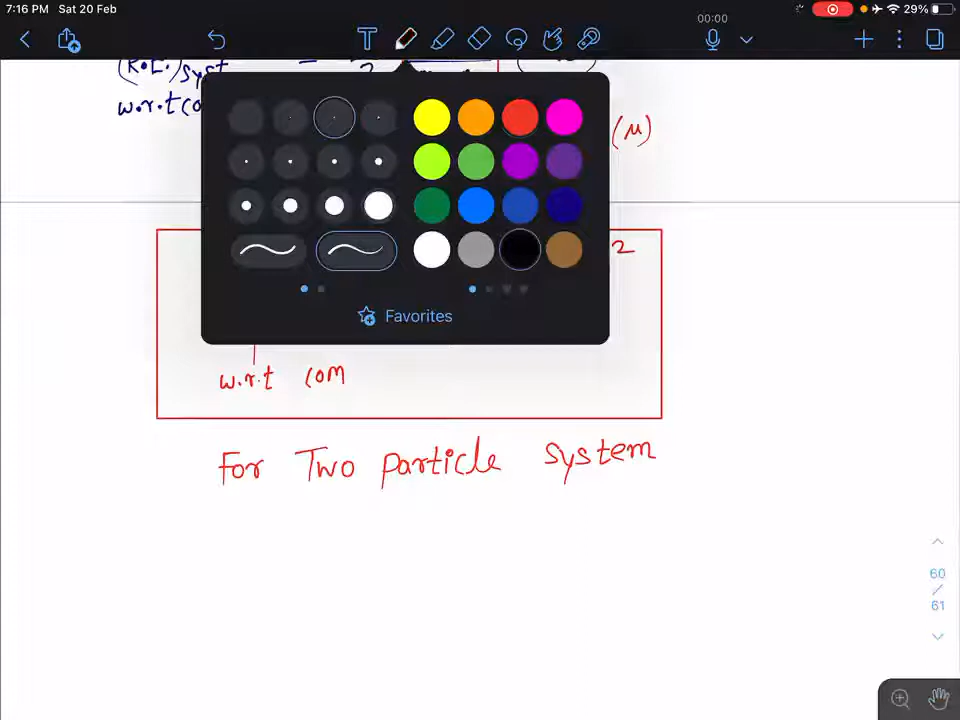 7:16 PM Sat 20 Feb
29%
00:00
(K.E.)syst =
w.r.t (co
(μ)
2
Favorites
w.r.t com
For Two particle system
60
/
61